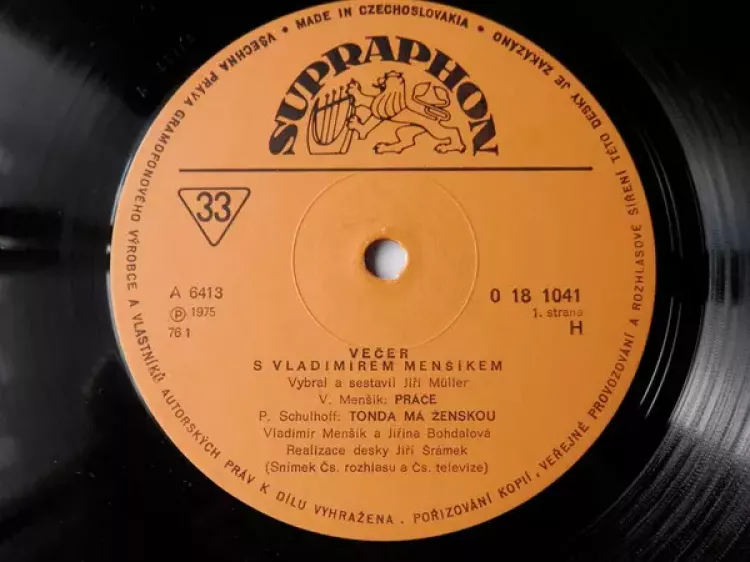 SUPRAPHON
33
A 6413
Ⓟ 1975
76 1
0 18 1041
1. strana
H
VEČER
S VLADIMÍREM MENŠÍKEM
Vybral a sestavil Jiří Müller
V. Menšík: PRÁCE
P. Schulhoff: TONDA MÁ ŽENSKOU
Vladimír Menšík a Jiřina Bohdalová
Realizace desky Jiří Šrámek
(Snímek Čs. rozhlasu a Čs. televize)
VŠECHNA PRÁVA GRAMOFONOVÉHO VÝROBCE A VLASTNÍKŮ AUTORSKÝCH PRÁV K DÍLU VYHRAŽENA . POŘIZOVÁNÍ KOPIÍ , VEŘEJNÉ PROVOZOVÁNÍ A ROZHLASOVÉ ŠÍŘENÍ TÉTO DESKY JE ZAKÁZÁNO • MADE IN CZECHOSLOVAKIA •